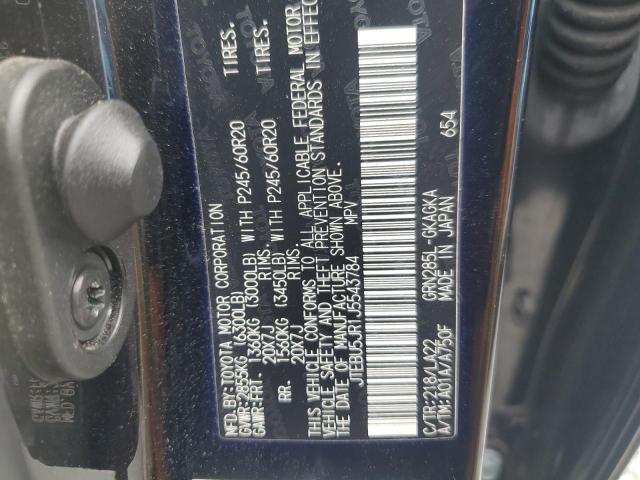 MFD.BY:TOYOTA MOTOR CORPORATION
GVWR:2855KG (6300LB)
GAWR-FRT. 1360KG (3000LB) WITH P245/60R20 TIRES.
20X7J RIMS.
RR. 1560KG (3450LB) WITH P245/60R20 TIRES.
20X7J RIMS.
THIS VEHICLE CONFORMS TO ALL APPLICABLE FEDERAL MOTOR
VEHICLE SAFETY AND THEFT PREVENTION STANDARDS IN EFFECT
ON THE DATE OF MANUFACTURE SHOWN ABOVE.
JTEBU5JR1J5543784 MPV
654
C/TR:218/LA22 GRN285L-GKAGKA
A/TM:A01A/A750F MADE IN JAPAN